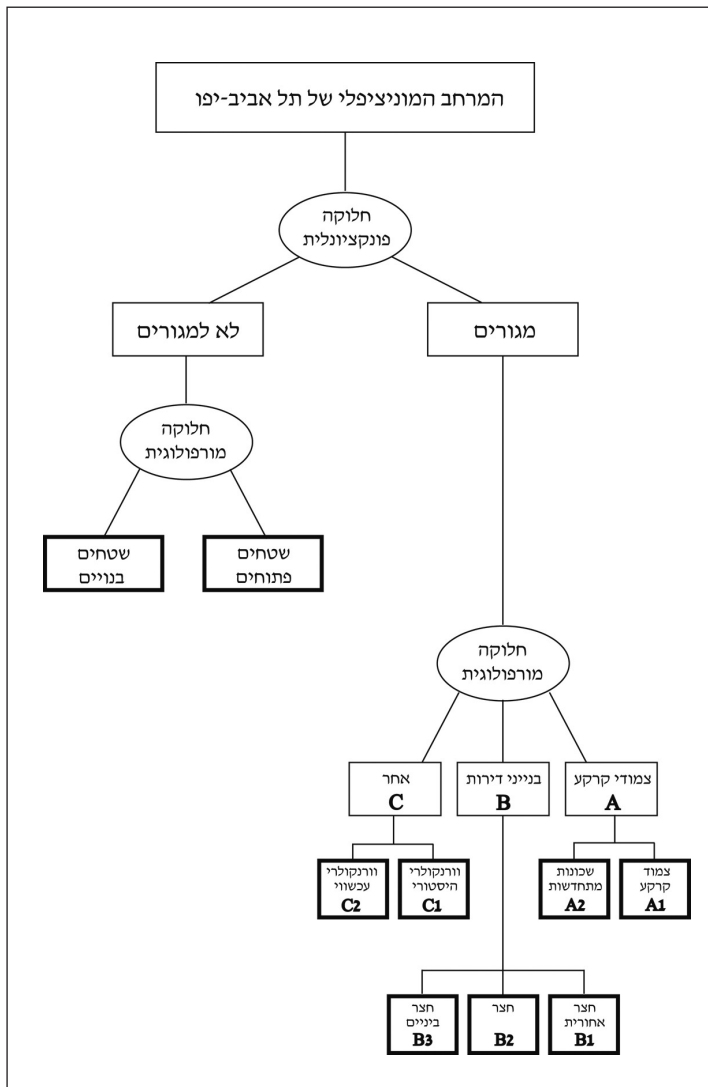 המרחב המוניציפלי של תל אביב-יפו
חלוקה
פונקציונלית
מגורים
לא למגורים
חלוקה
מורפולוגית
שטחים
פתוחים
שטחים
בנויים
חלוקה
מורפולוגית
צמודי קרקע
A
בנייני דירות
B
אחר
C
צמוד
קרקע
A1
שכונות
מתחדשות
A2
וורנקולרי
היסטורי
C1
וורנקולרי
עכשווי
C2
חצר
אחורית
B1
חצר
B2
חצר
ביניים
B3